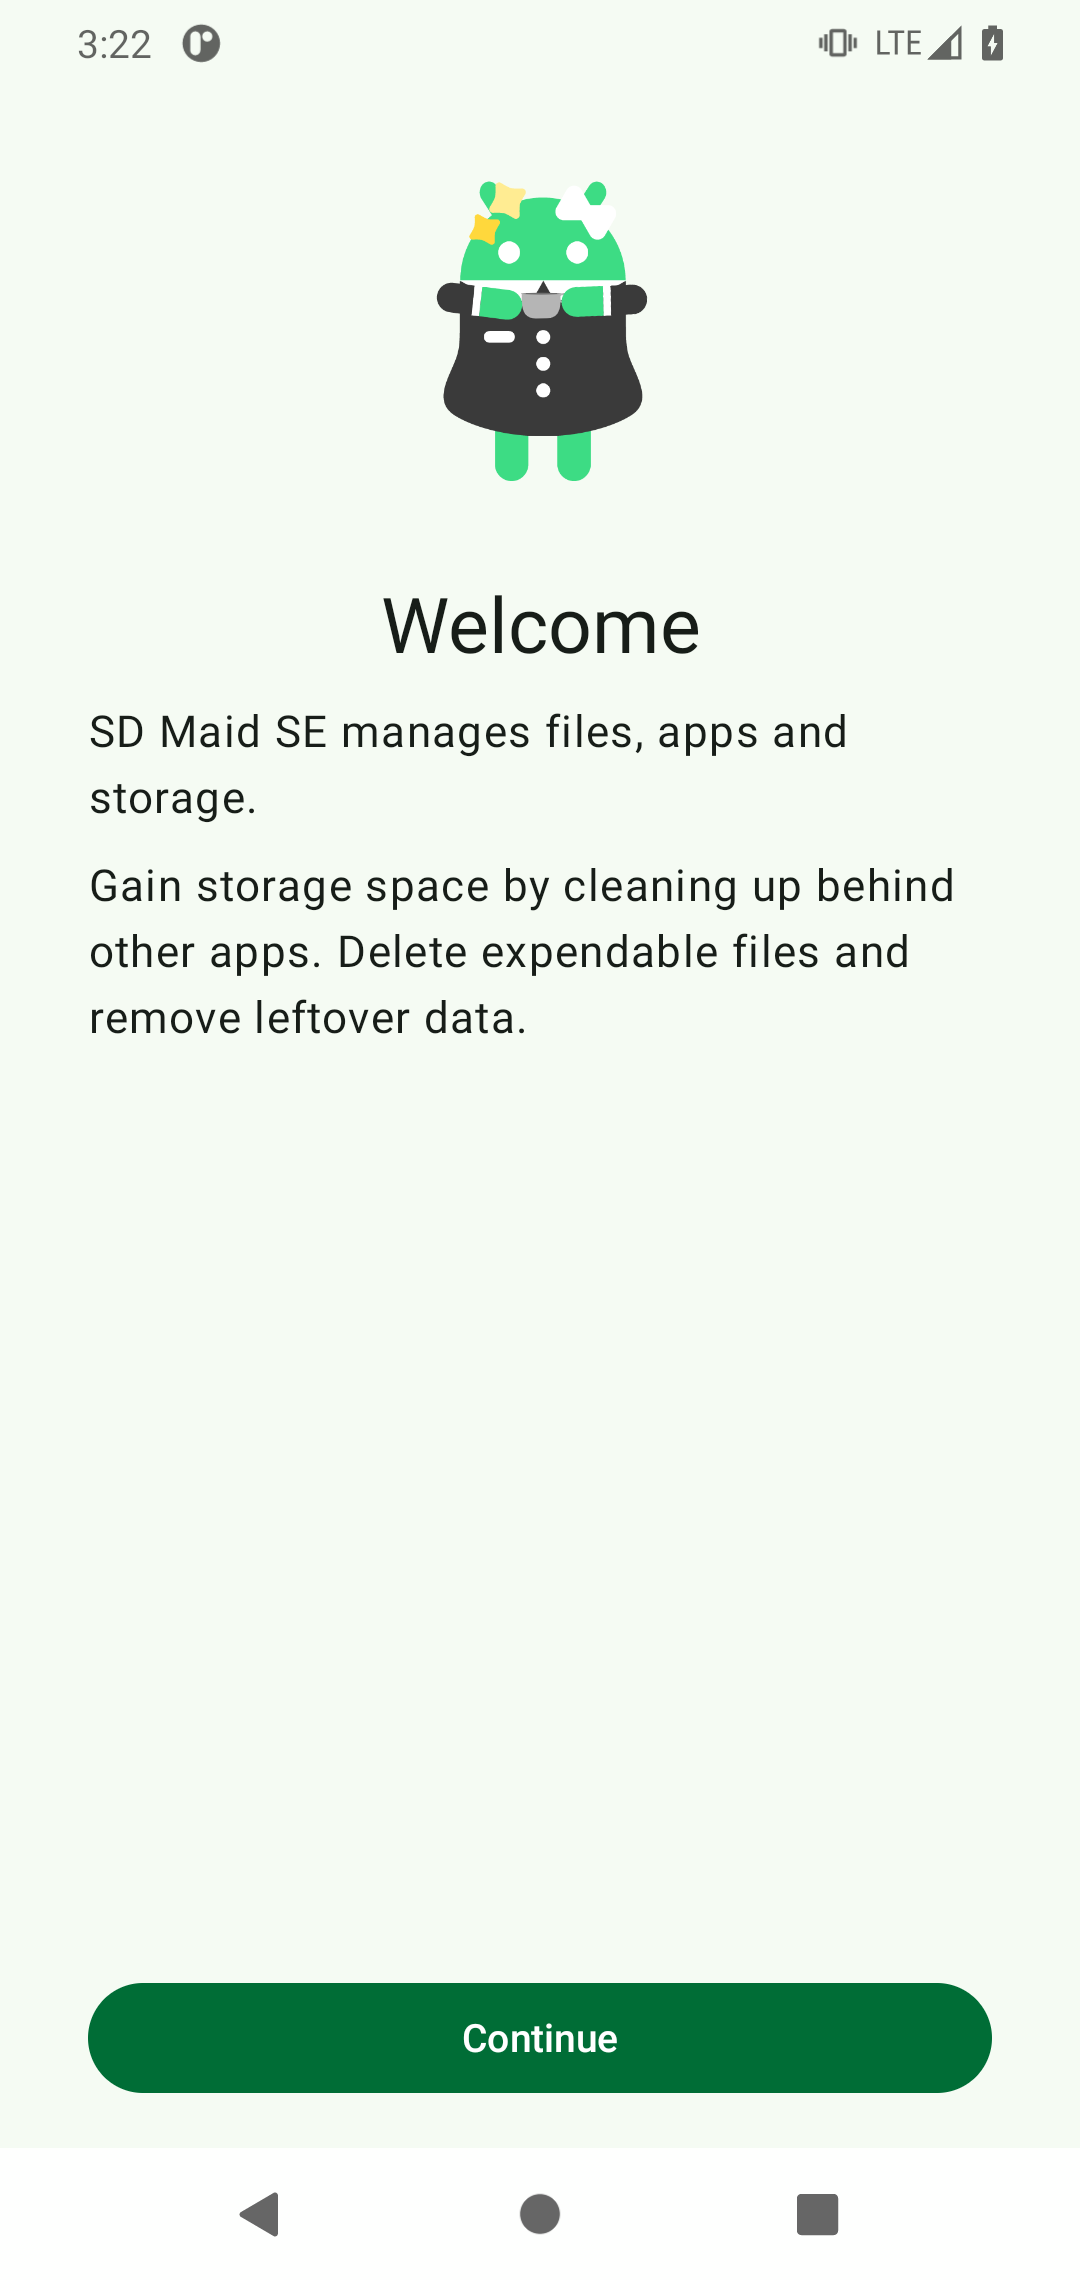 3:22
LTE
Welcome
SD Maid SE manages files, apps and
storage.
Gain storage space by cleaning up behind
other apps. Delete expendable files and
remove leftover data.
Continue